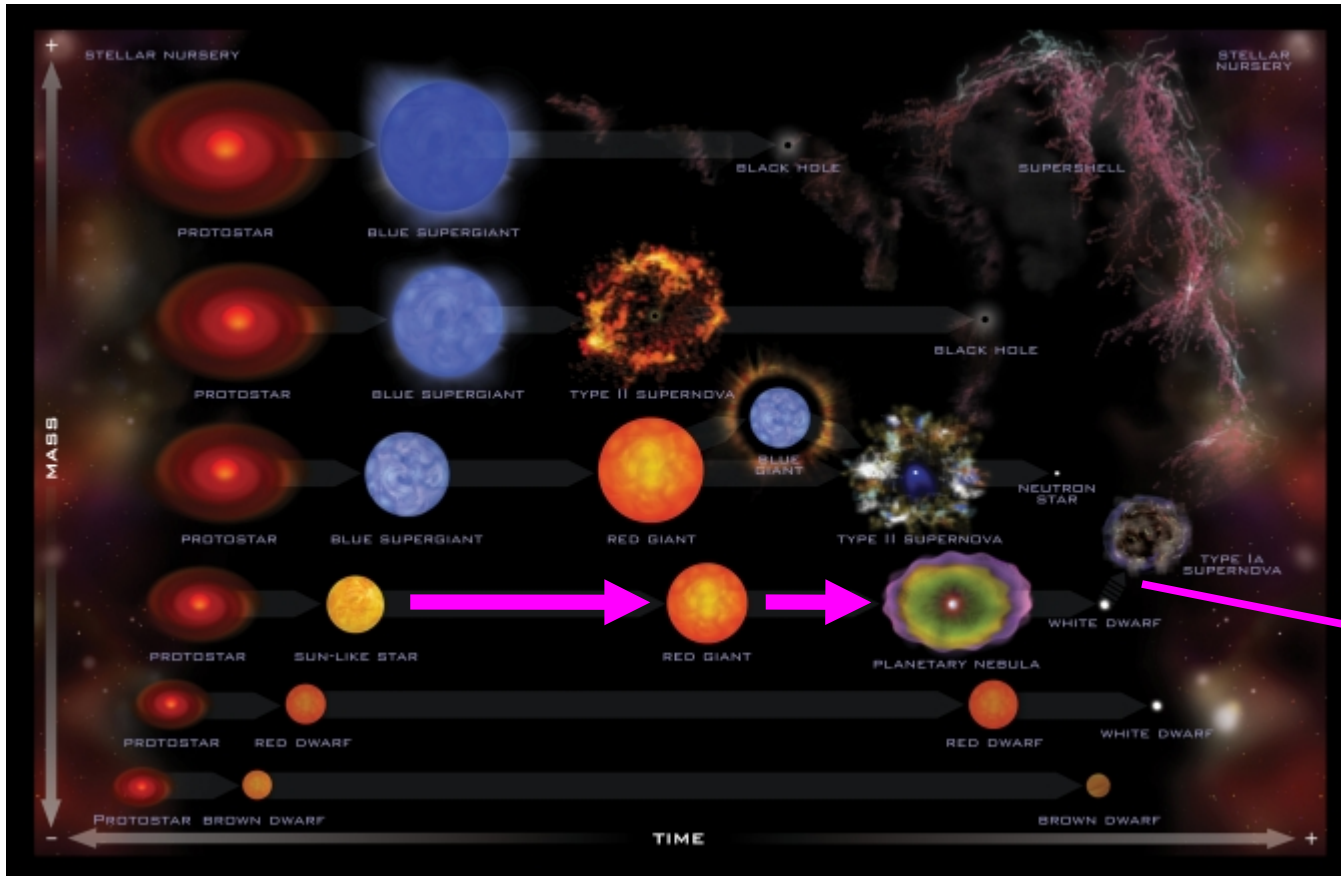 +
STELLAR NURSERY
STELLAR
NURSERY
BLACK HOLE
SUPERSHELL
PROTOSTAR
BLUE SUPERGIANT
BLACK HOLE
PROTOSTAR
BLUE SUPERGIANT
TYPE II SUPERNOVA
MASS
BLUE
GIANT
NEUTRON
STAR
PROTOSTAR
BLUE SUPERGIANT
RED GIANT
TYPE II SUPERNOVA
TYPE IA
SUPERNOVA
WHITE DWARF
PROTOSTAR
SUN-LIKE STAR
RED GIANT
PLANETARY NEBULA
PROTOSTAR
RED DWARF
RED DWARF
WHITE DWARF
PROTOSTAR
BROWN DWARF
BROWN DWARF
-
TIME
+